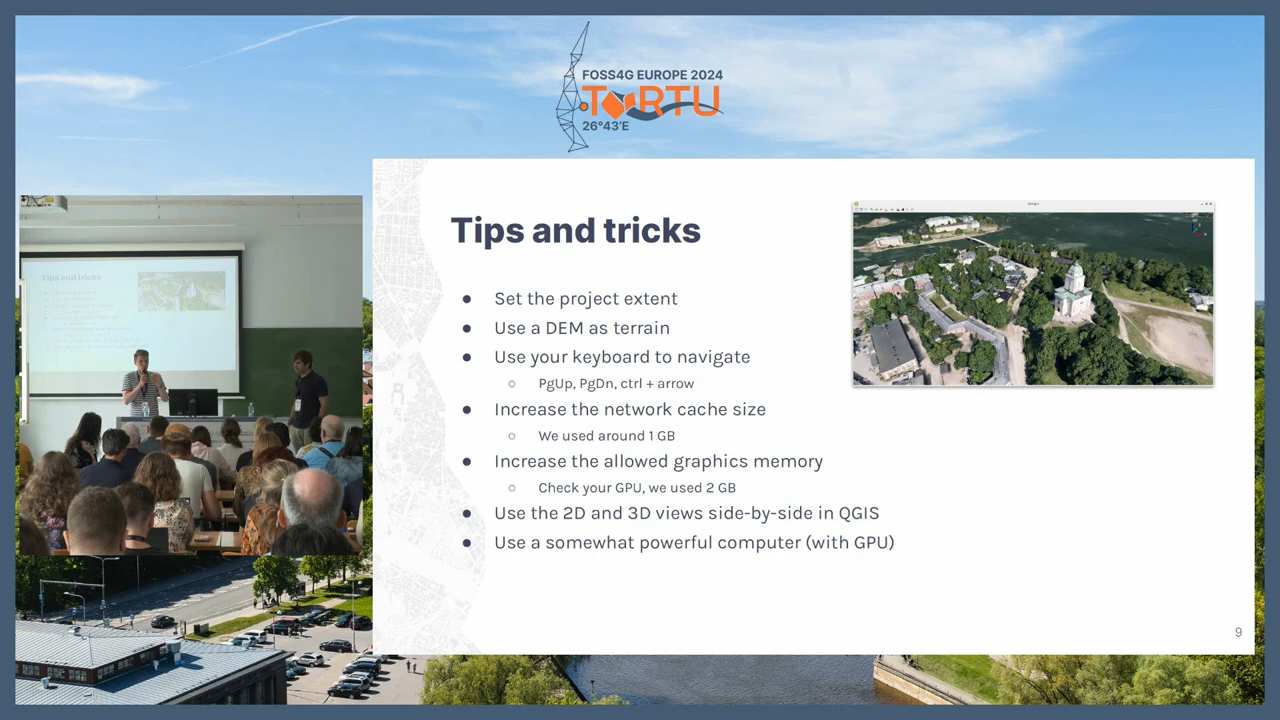 FOSS4G EUROPE 2024
TARTU
26°43'E
Tips and tricks
● Set the project extent
● Use a DEM as terrain
● Use your keyboard to navigate
○ PgUp, PgDn, ctrl + arrow
● Increase the network cache size
○ We used around 1 GB
● Increase the allowed graphics memory
○ Check your GPU, we used 2 GB
● Use the 2D and 3D views side-by-side in QGIS
● Use a somewhat powerful computer (with GPU)
9
Tips and tricks